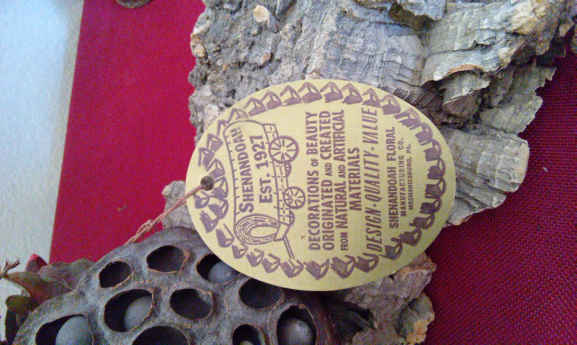 SHENANDOAH
EST. 1927
DECORATIONS OF BEAUTY
ORIGINATED AND CREATED
FROM NATURAL AND ARTIFICIAL
MATERIALS
DESIGN-QUALITY-VALUE
SHENANDOAH FLORAL
MANUFACTURING CO.